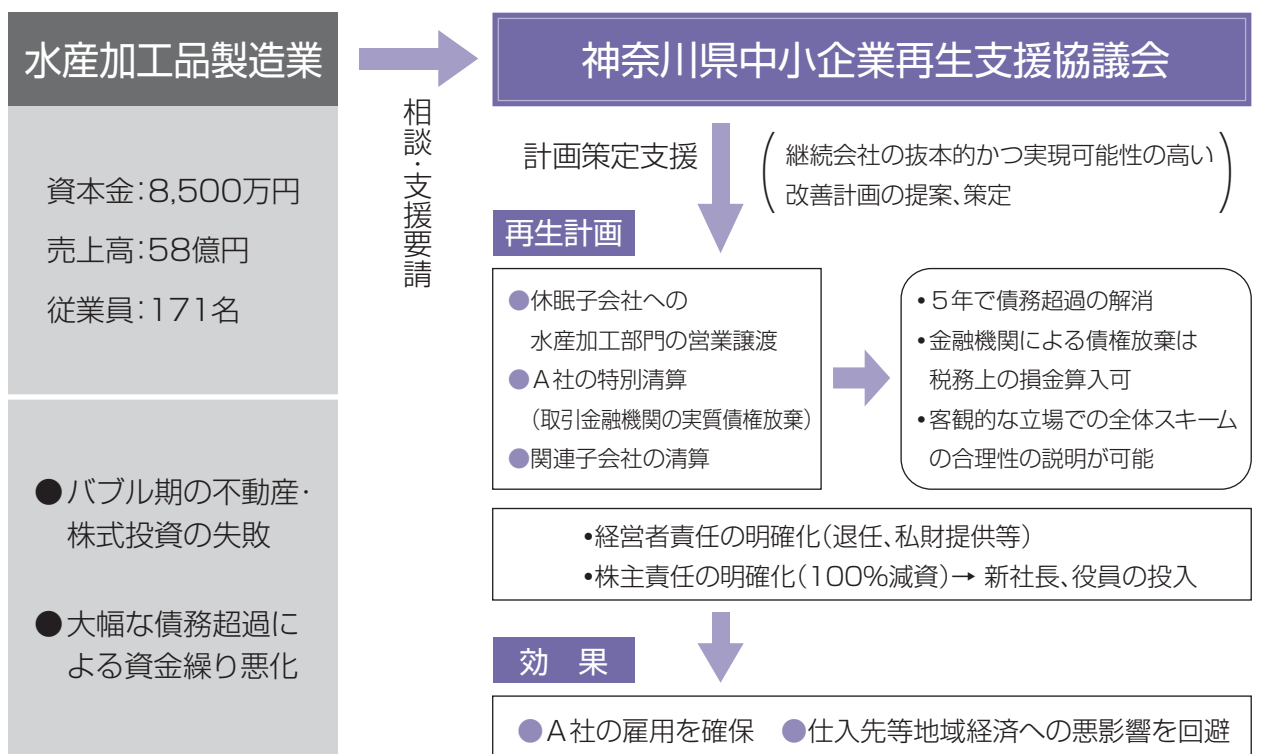 水産加工品製造業
資本金:8,500万円
売上高:58億円
従業員:171名
●バブル期の不動産・
株式投資の失敗
●大幅な債務超過に
よる資金繰り悪化
相談・支援要請
神奈川県中小企業再生支援協議会
計画策定支援
(継続会社の抜本的かつ実現可能性の高い
改善計画の提案、策定)
再生計画
●休眠子会社への
水産加工部門の営業譲渡
●A社の特別清算
(取引金融機関の実質債権放棄)
●関連子会社の清算
•5年で債務超過の解消
•金融機関による債権放棄は
税務上の損金算入可
•客観的な立場での全体スキーム
の合理性の説明が可能
•経営者責任の明確化(退任、私財提供等)
•株主責任の明確化(100%減資)→ 新社長、役員の投入
効 果
●A社の雇用を確保 ●仕入先等地域経済への悪影響を回避